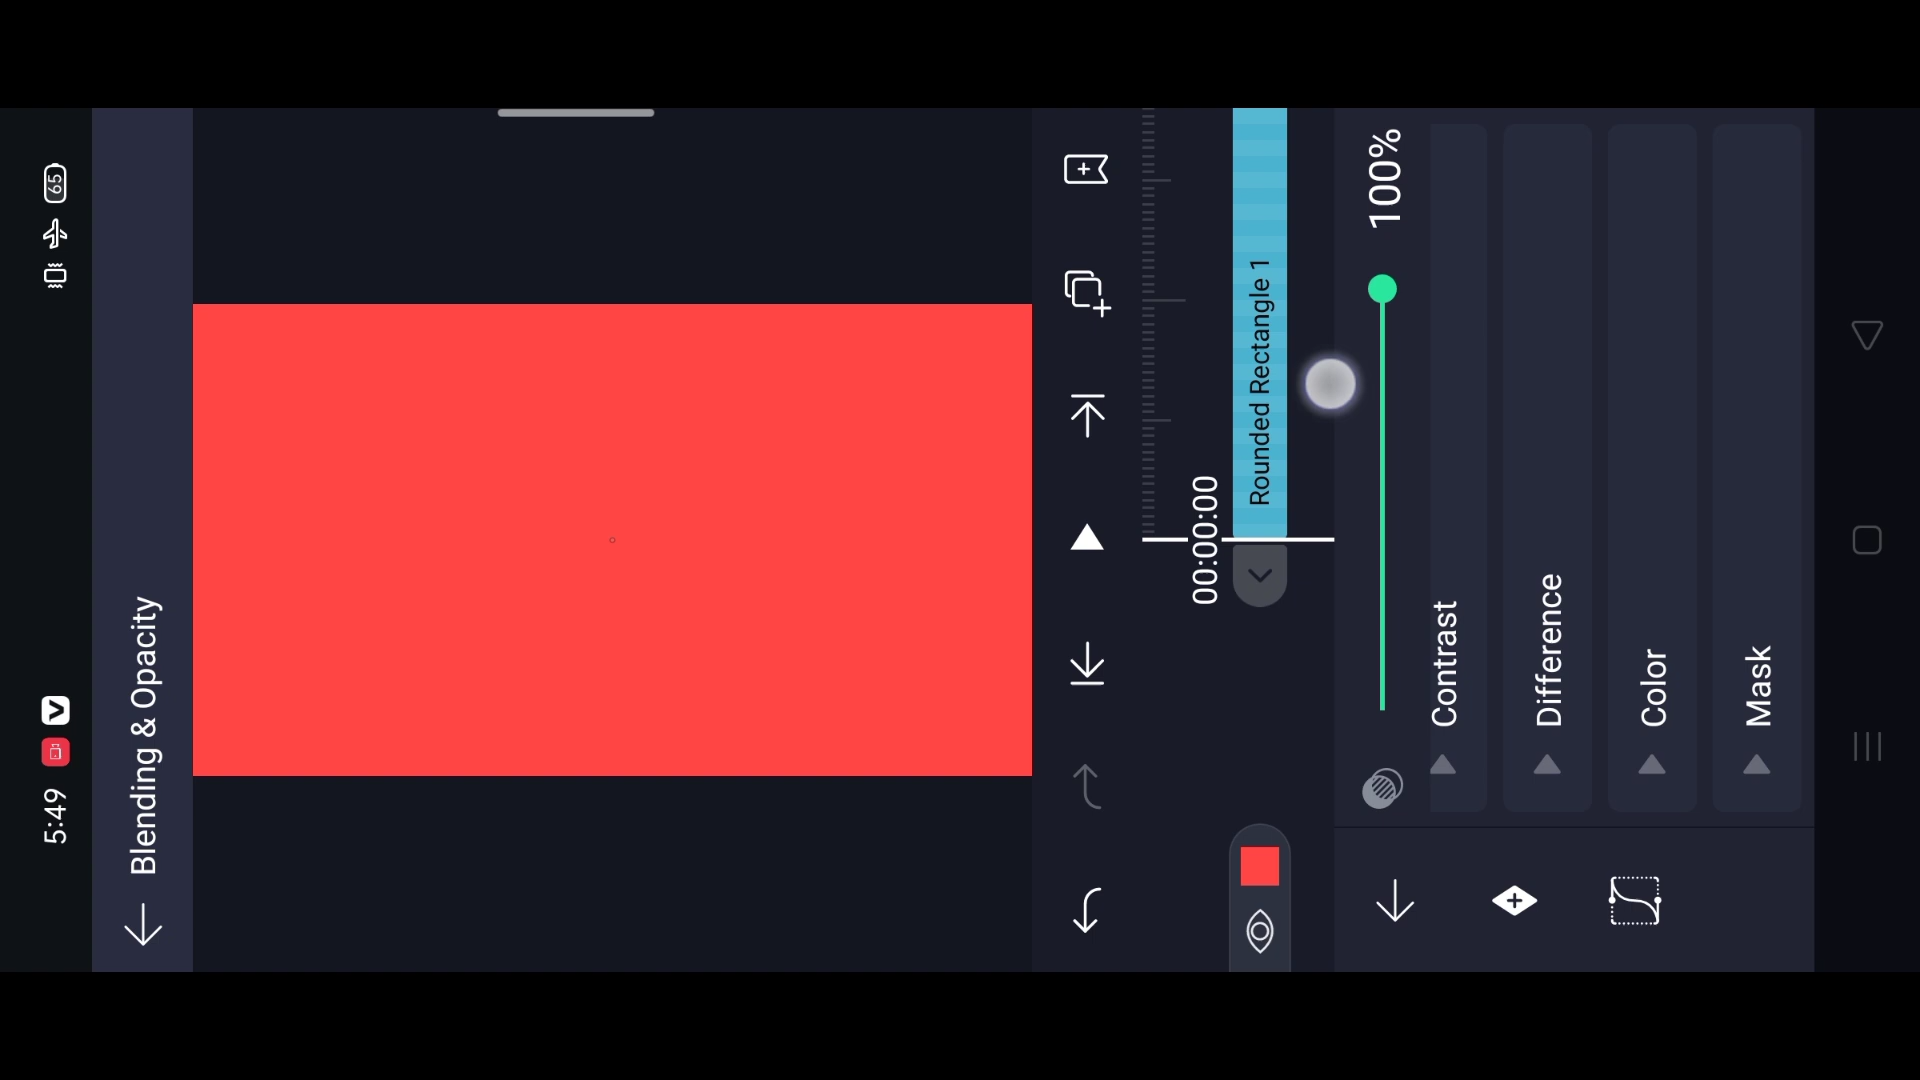 5:49
65
Blending & Opacity
00:00:00
Rounded Rectangle 1
100%
Contrast
Difference
Color
Mask